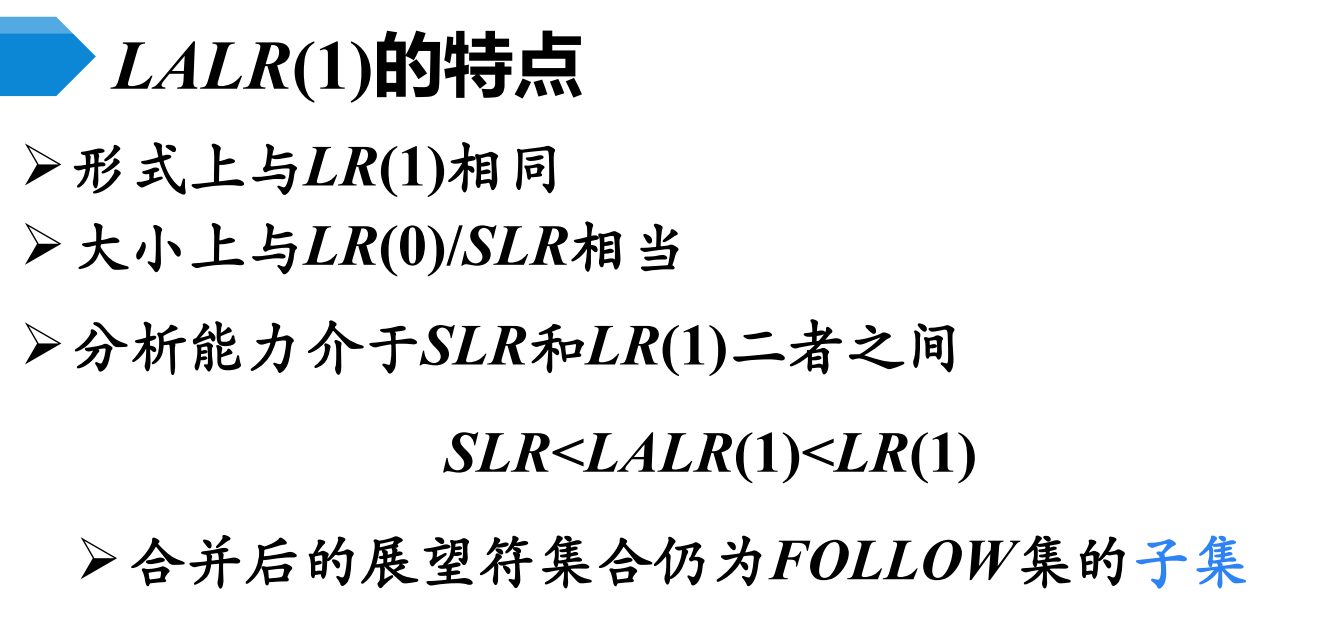 LALR(1)的特点
➢形式上与LR(1)相同
➢大小上与LR(0)/SLR相当
➢分析能力介于SLR和LR(1)二者之间
SLR<LALR(1)<LR(1)
➢合并后的展望符集合仍为FOLLOW集的子集